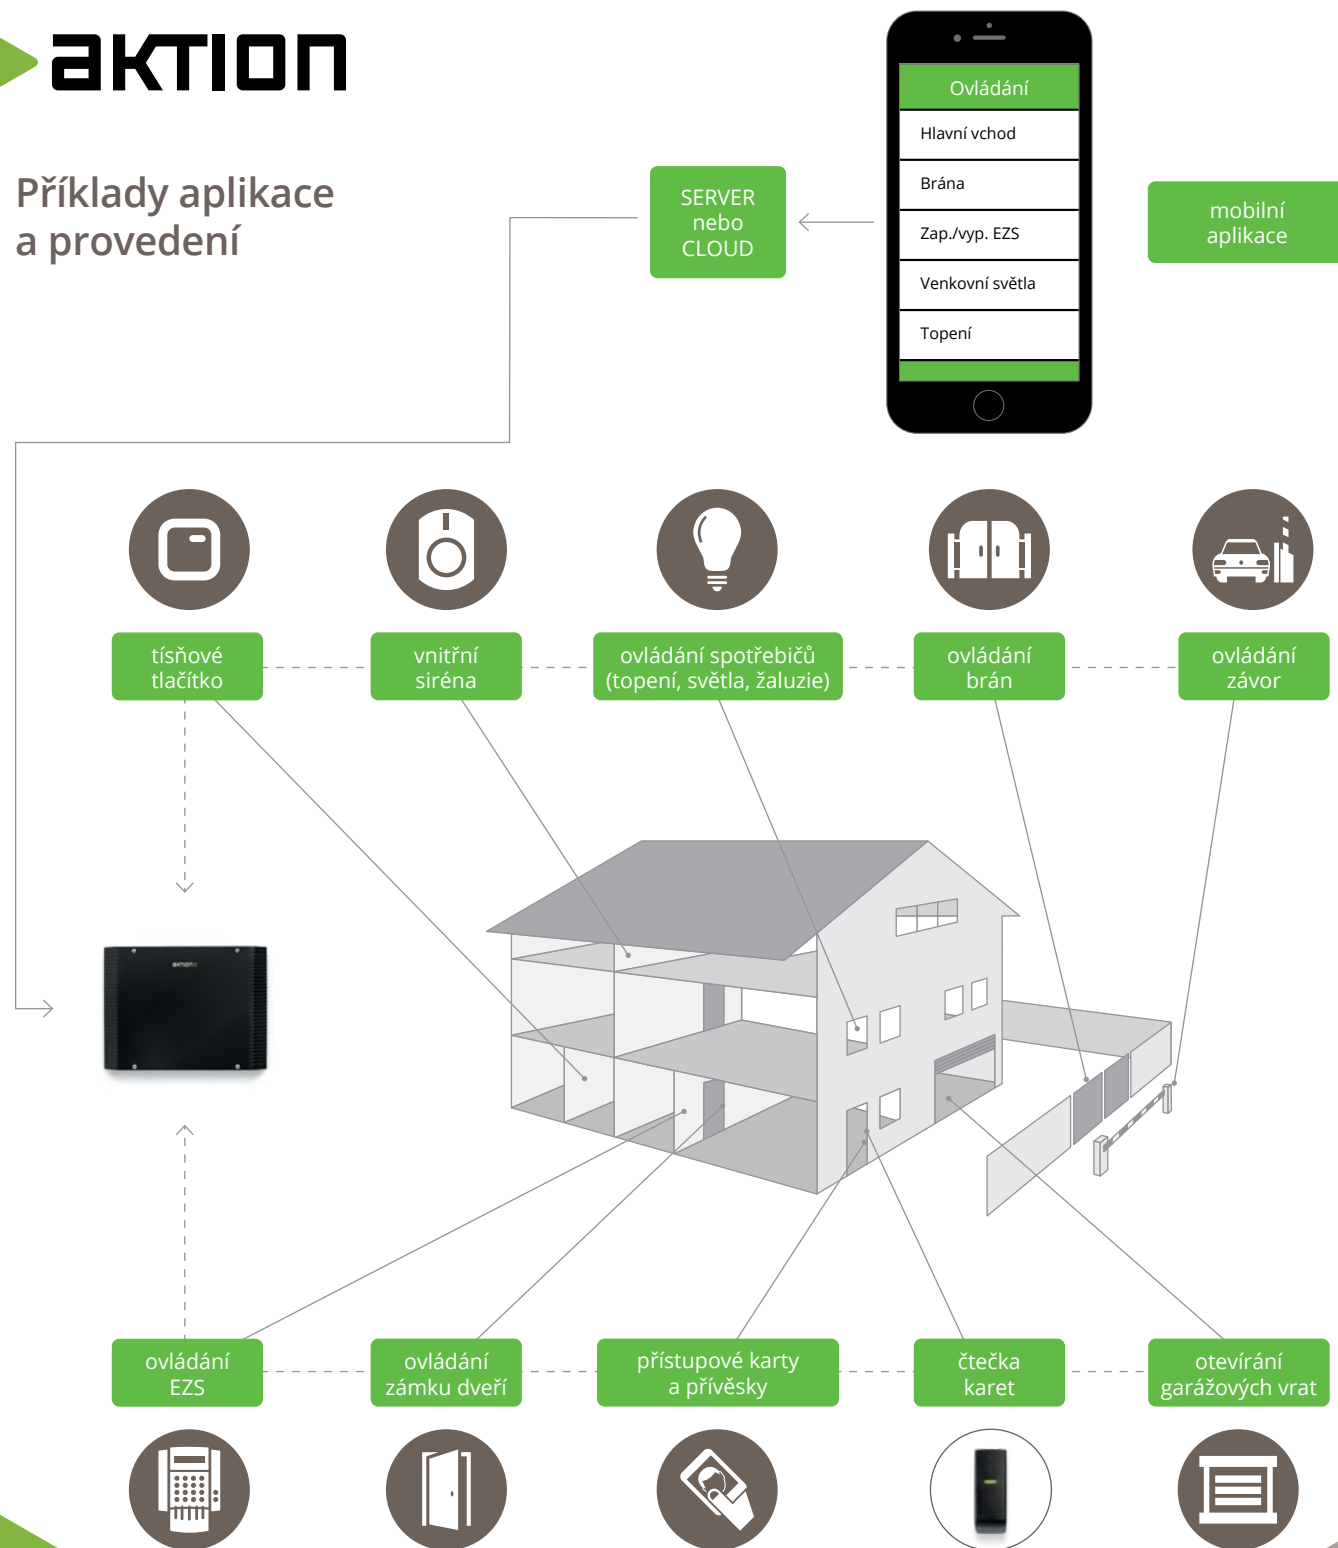 aktion
Příklady aplikace
a provedení
SERVER
nebo
CLOUD
Ovládání
Hlavní vchod
Brána
Zap./vyp. EZS
Venkovní světla
Topení
mobilní
aplikace
tísňové
tlačítko
vnitřní
siréna
ovládání spotřebičů
(topení, světla, žaluzie)
ovládání
brán
ovládání
závor
aktion
ovládání
EZS
ovládání
zámku dveří
přístupové karty
a přívěsky
čtečka
karet
otevírání
garážových vrat